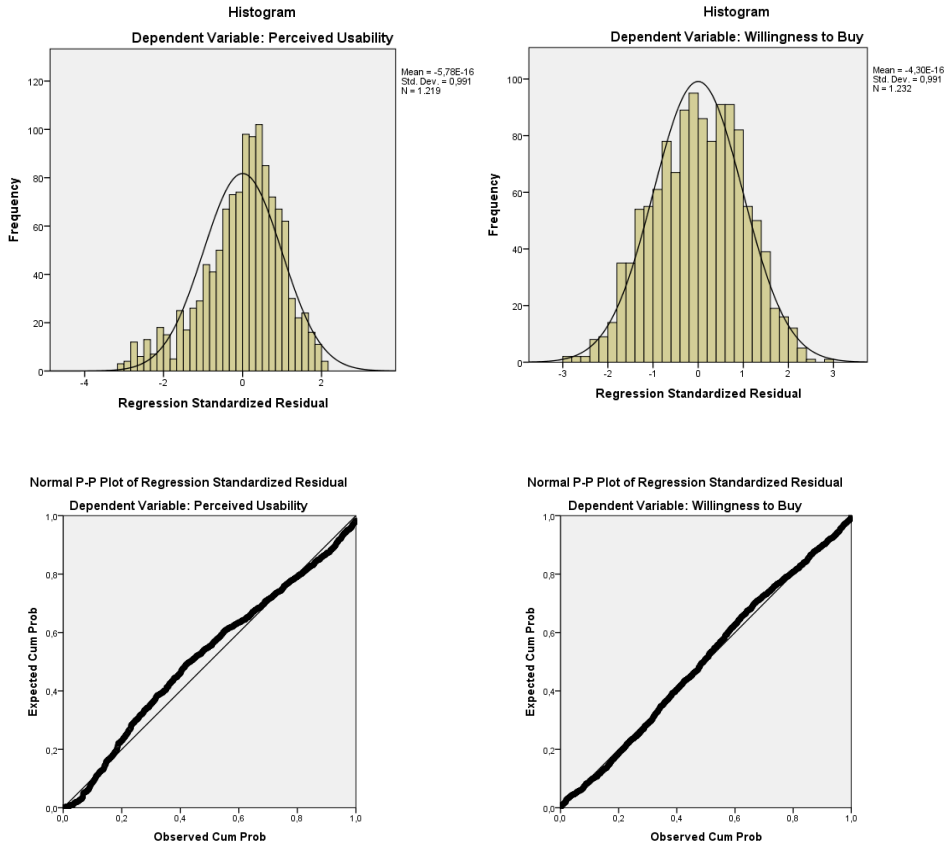 Histogram
Dependent Variable: Perceived Usability
Mean = -5,78E-16
Std. Dev. = 0,991
N = 1.219
120
100
80
60
40
20
0
Frequency
-4
-2
0
2
Regression Standardized Residual
Histogram
Dependent Variable: Willingness to Buy
Mean = -4,30E-16
Std. Dev. = 0,991
N = 1.232
100
80
60
40
20
0
Frequency
-3
-2
-1
0
1
2
3
Regression Standardized Residual
Normal P-P Plot of Regression Standardized Residual
Dependent Variable: Perceived Usability
1,0
0,8
0,6
0,4
0,2
0,0
Expected Cum Prob
0,0
0,2
0,4
0,6
0,8
1,0
Observed Cum Prob
Normal P-P Plot of Regression Standardized Residual
Dependent Variable: Willingness to Buy
1,0
0,8
0,6
0,4
0,2
0,0
Expected Cum Prob
0,0
0,2
0,4
0,6
0,8
1,0
Observed Cum Prob